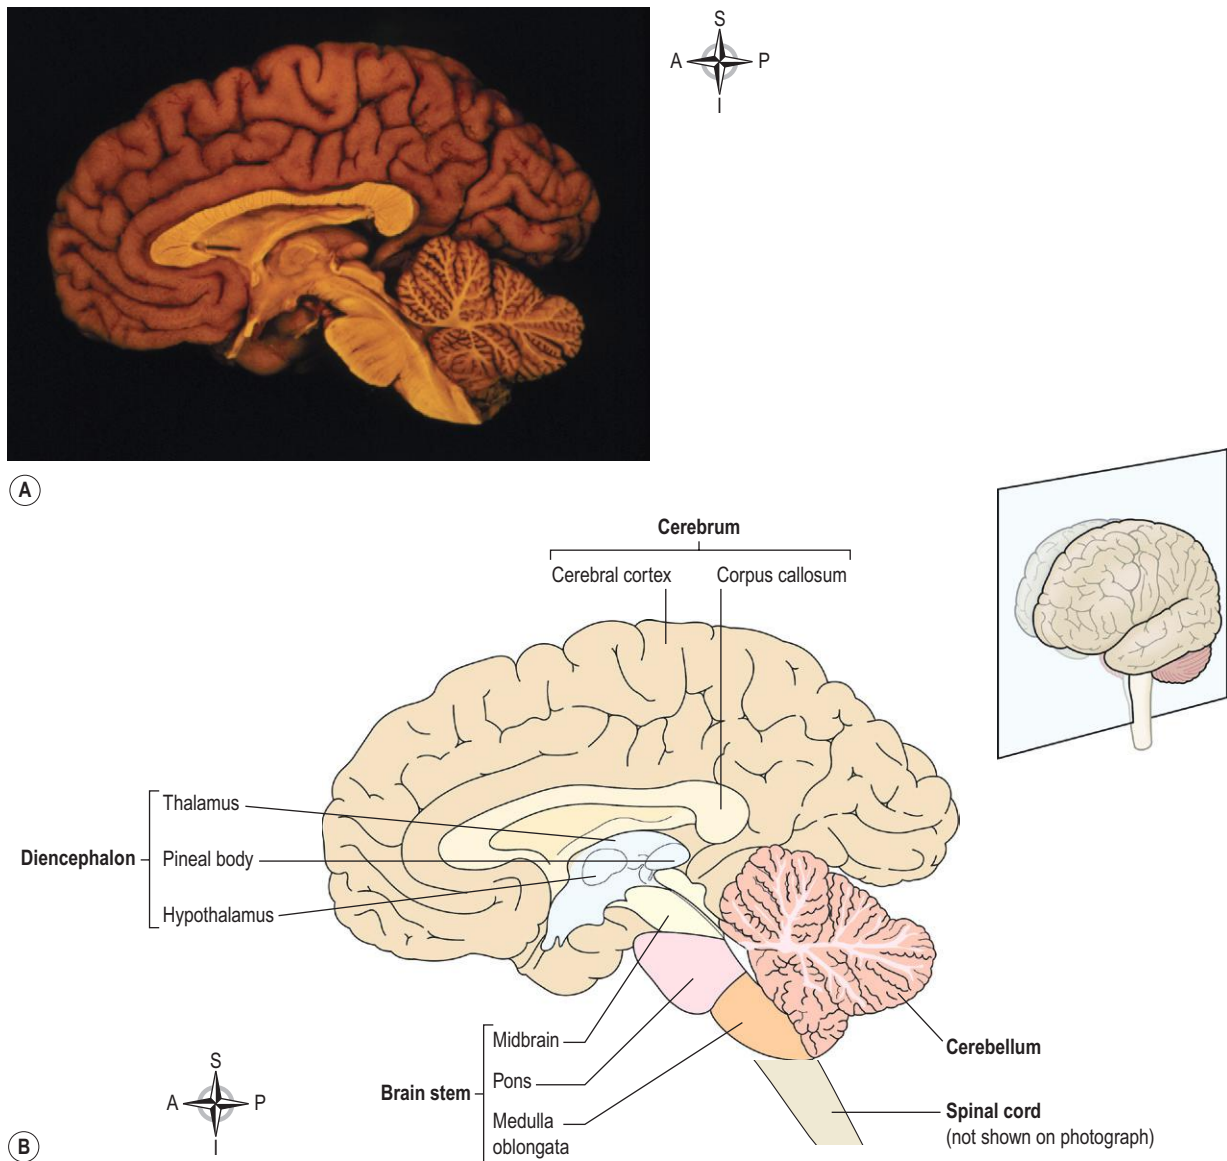 S
A P
I
A
Cerebrum
Cerebral cortex Corpus callosum
Thalamus
Diencephalon
Pineal body
Hypothalamus
Midbrain
Brain stem
Pons
Medulla
oblongata
Cerebellum
Spinal cord
(not shown on photograph)
S
A P
I
B